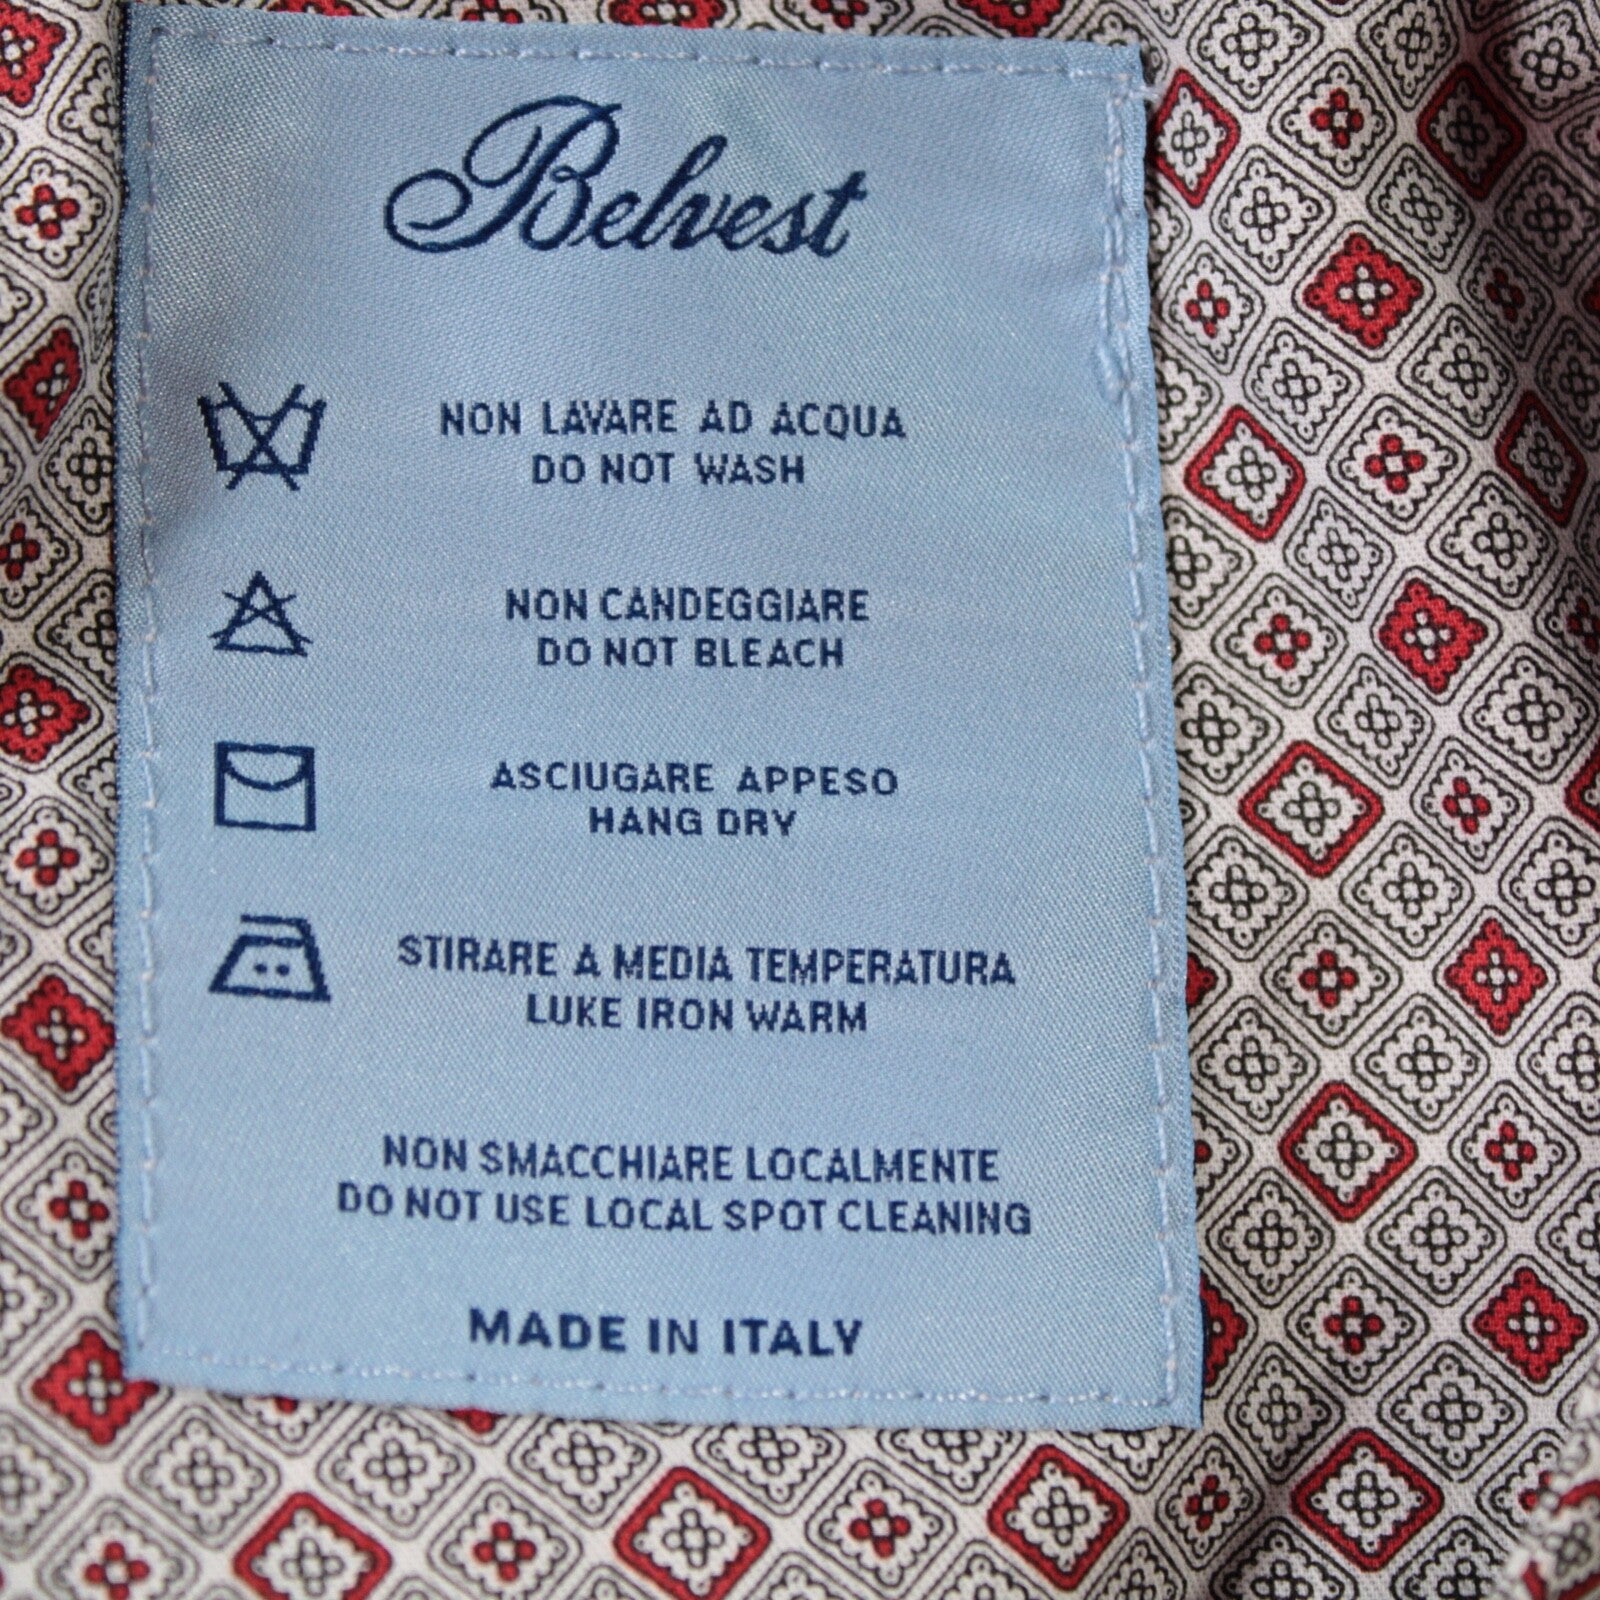 Belvest
NON LAVARE AD ACQUA
DO NOT WASH
NON CANDEGGIARE
DO NOT BLEACH
ASCIUGARE APPESO
HANG DRY
STIRARE A MEDIA TEMPERATURA
LUKE IRON WARM
NON SMACCHIARE LOCALMENTE
DO NOT USE LOCAL SPOT CLEANING
MADE IN ITALY